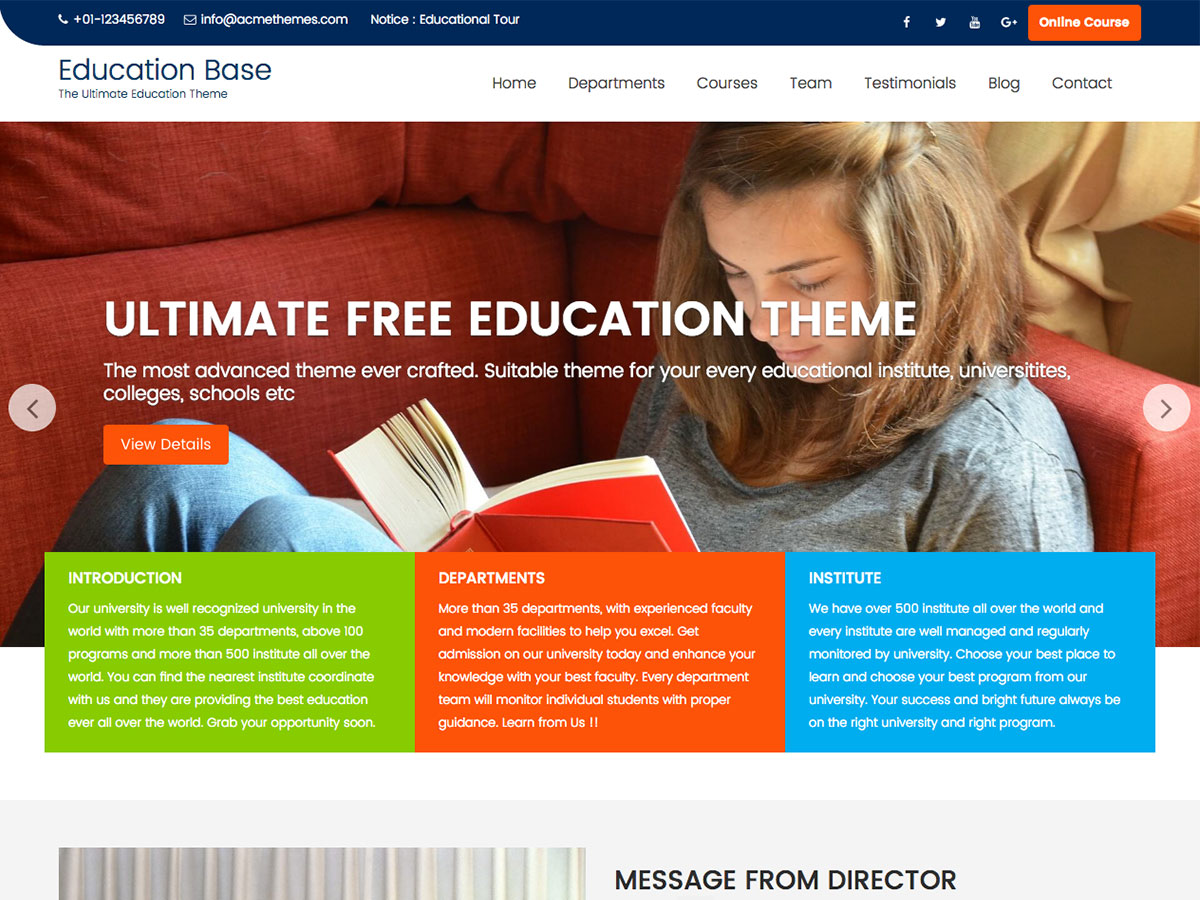 +01-123456789 info@acmethemes.com Notice : Educational Tour
Online Course
Education Base
The Ultimate Education Theme
Home Departments Courses Team Testimonials Blog Contact
ULTIMATE FREE EDUCATION THEME
The most advanced theme ever crafted. Suitable theme for your every educational institute, universitites,
colleges, schools etc
View Details
INTRODUCTION
Our university is well recognized university in the
world with more than 35 departments, above 100
programs and more than 500 institute all over the
world. You can find the nearest institute coordinate
with us and they are providing the best education
ever all over the world. Grab your opportunity soon.
DEPARTMENTS
More than 35 departments, with experienced faculty
and modern facilities to help you excel. Get
admission on our university today and enhance your
knowledge with your best faculty. Every department
team will monitor individual students with proper
guidance. Learn from Us !!
INSTITUTE
We have over 500 institute all over the world and
every institute are well managed and regularly
monitored by university. Choose your best place to
learn and choose your best program from our
university. Your success and bright future always be
on the right university and right program.
MESSAGE FROM DIRECTOR